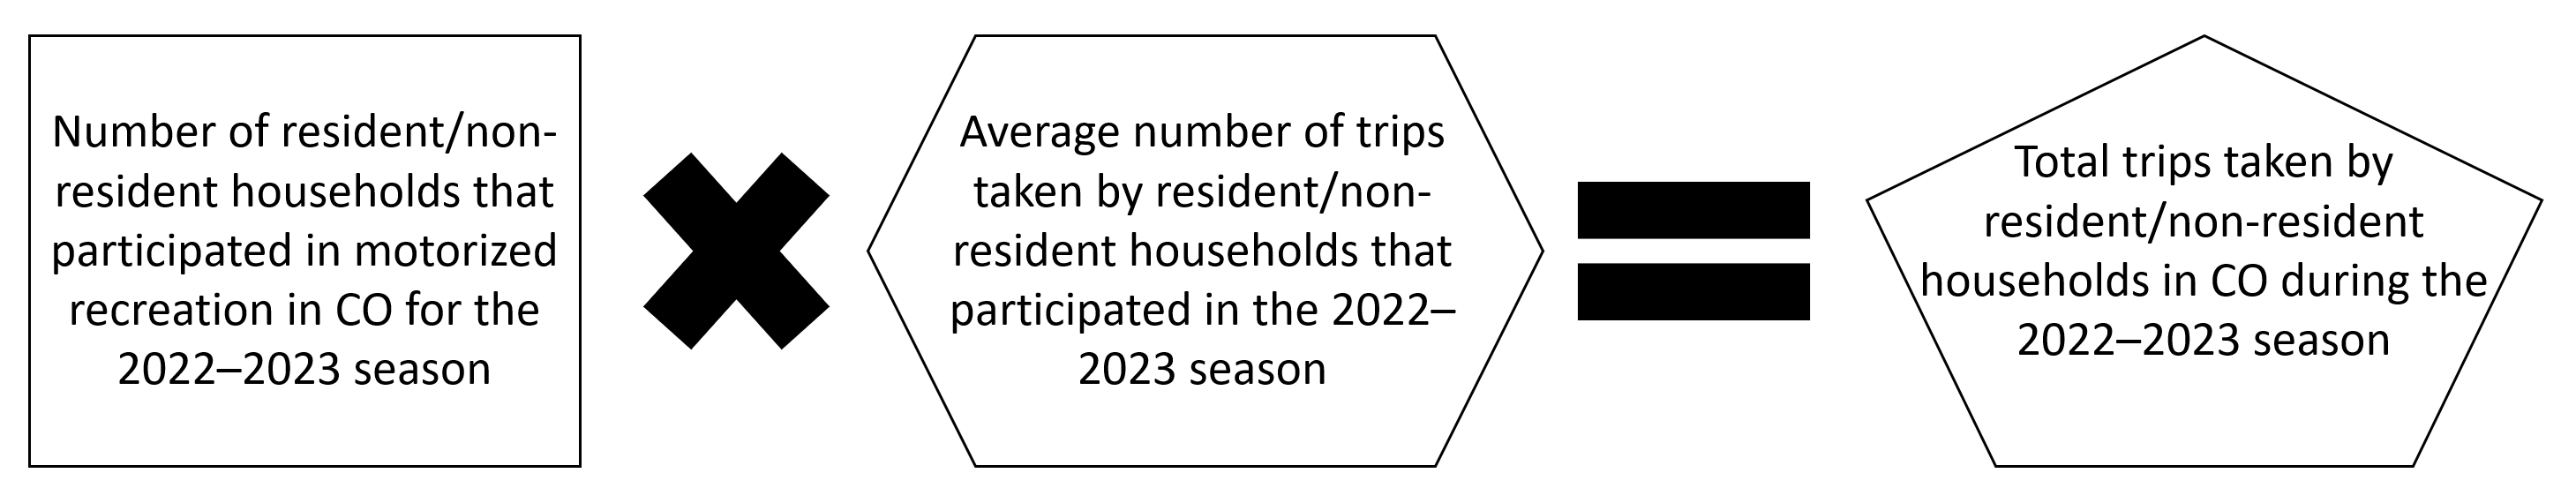 Number of resident/non-
resident households that
participated in motorized
recreation in CO for the
2022–2023 season
Average number of trips
taken by resident/non-
resident households that
participated in the 2022–
2023 season
Total trips taken by
resident/non-resident
households in CO during the
2022–2023 season